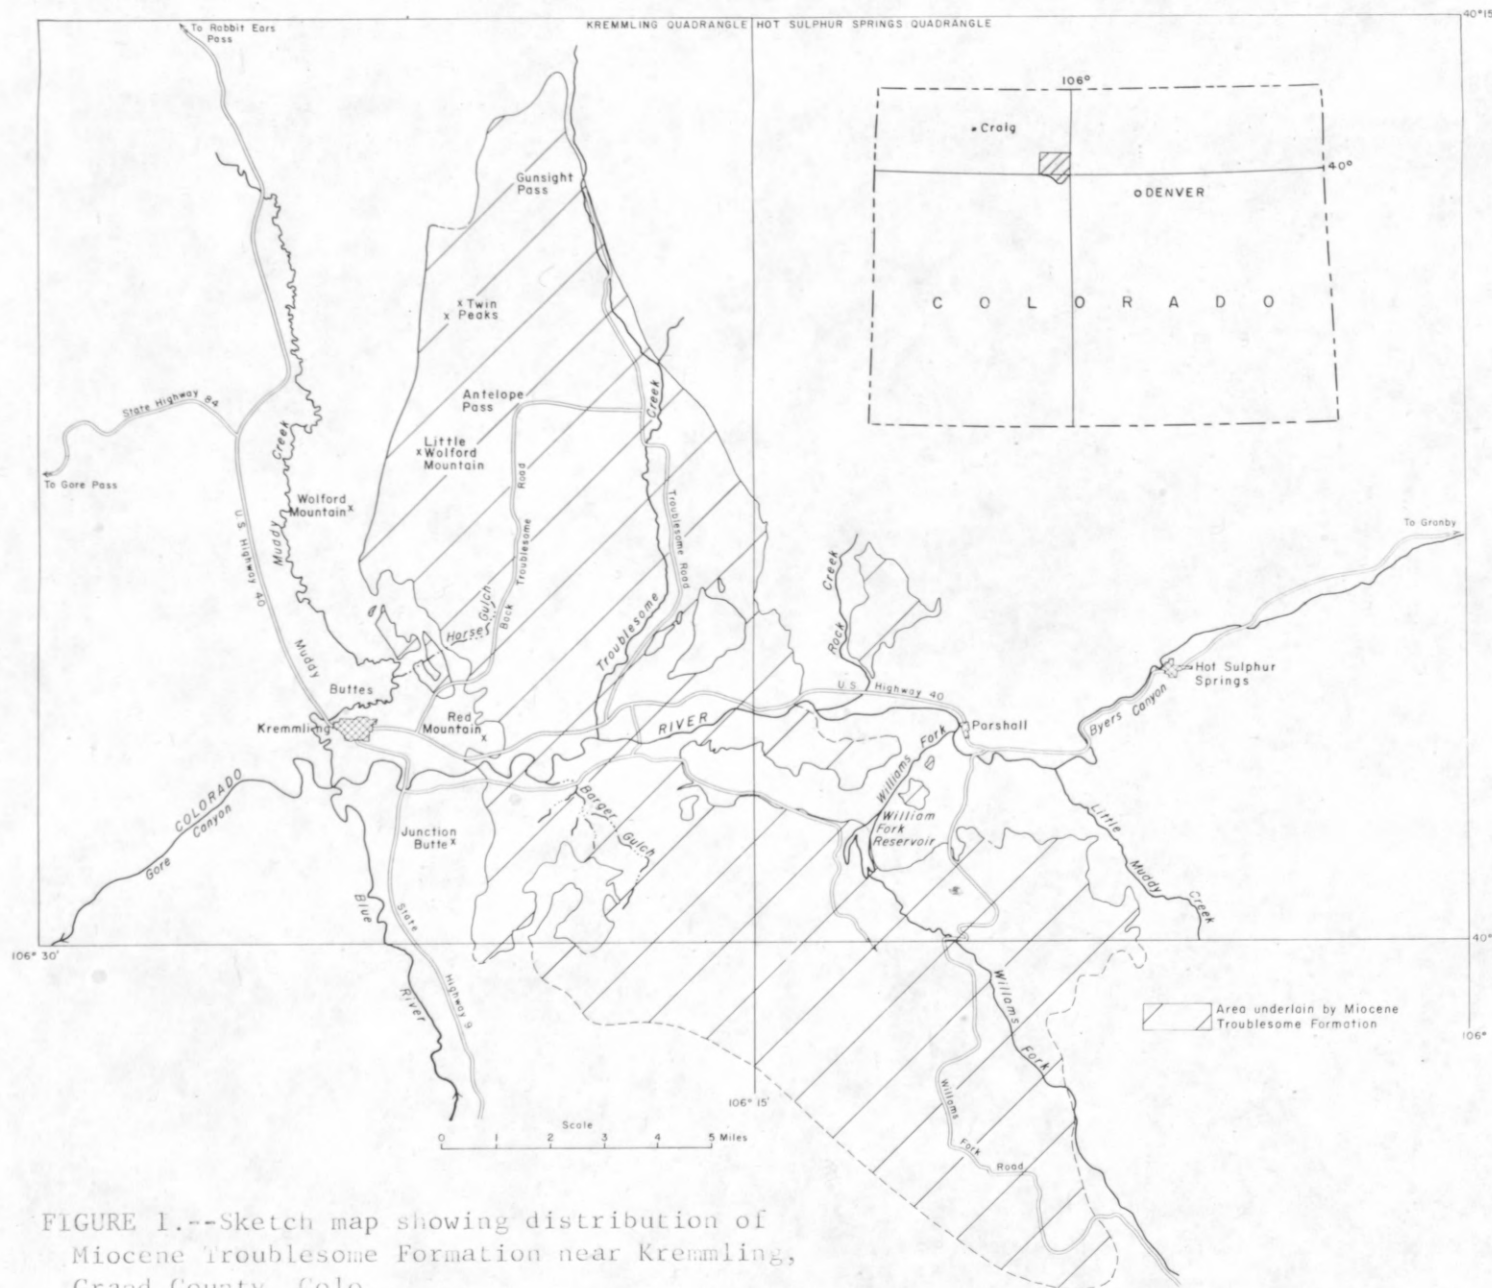 KREMMLING QUADRANGLE HOT SULPHUR SPRINGS QUADRANGLE
40°15'
To Rabbit Ears
Pass
106°
Craig
40°
DENVER
COLORADO
Gunsight
Pass
Twin
Peaks
Antelope
Pass
Little
Wolford
Mountain
State Highway 84
To Gore Pass
U.S. Highway 40
Muddy Creek
Wolford
Mountain
Creek
Troublesome Road
Back Troublesome Road
Horse Gulch
Troublesome
Rock Creek
To Granby
Hot Sulphur
Springs
Byers Canyon
Muddy
Buttes
Kremmling
Red
Mountain
RIVER
U.S. Highway 40
Parshall
COLORADO
Gore Canyon
Junction
Butte
Barger Gulch
Williams Fork
William
Fork
Reservoir
Little Muddy Creek
Blue River
State Highway 9
106° 30'
40°
Willams Fork
Area underlain by Miocene
Troublesome Formation
106°
106° 15'
Willams Fork Road
Scale
0 1 2 3 4 5 Miles
FIGURE 1.--Sketch map showing distribution of
Miocene Troublesome Formation near Kremmling,
Grand County, Colo.